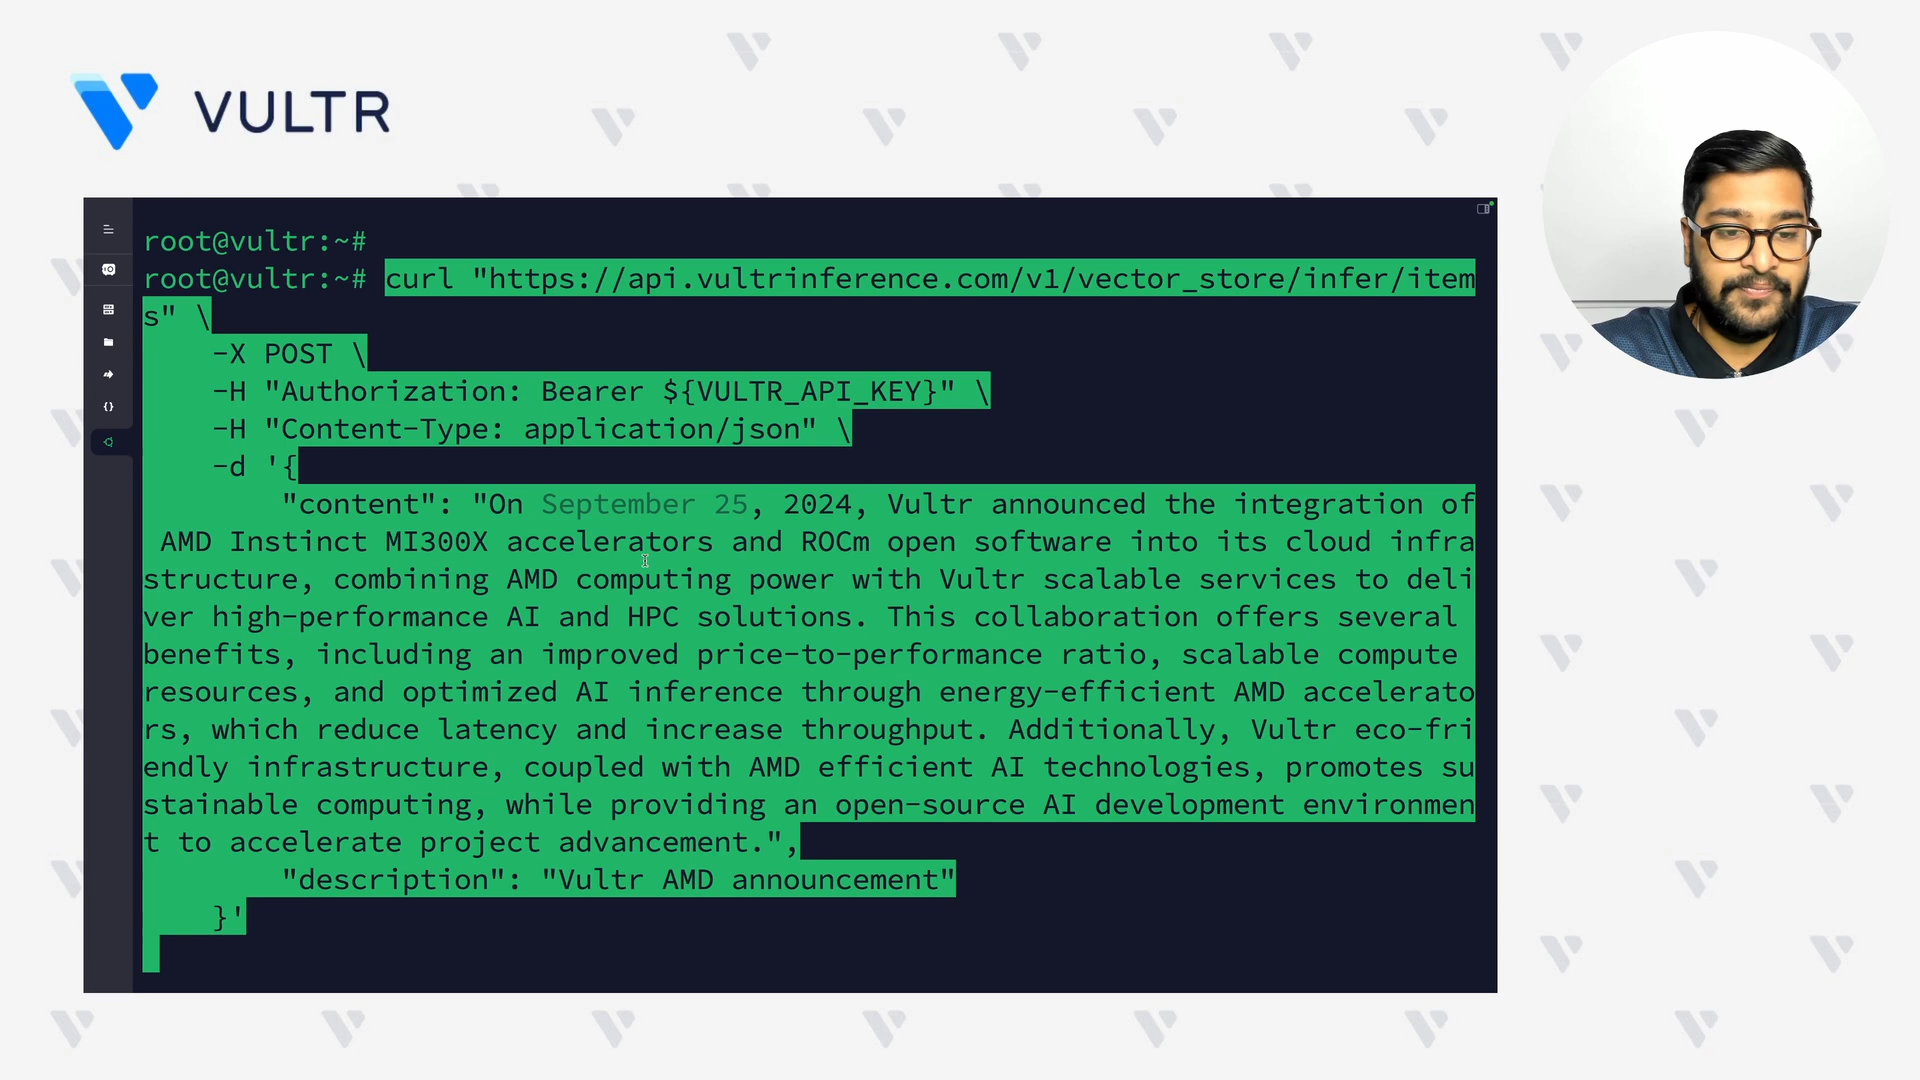 VULTR
root@vultr:~#
root@vultr:~# curl "https://api.vultrinference.com/v1/vector_store/infer/item
s" \
-X POST \
-H "Authorization: Bearer ${VULTR_API_KEY}" \
-H "Content-Type: application/json" \
-d '{
"content": "On September 25, 2024, Vultr announced the integration of
AMD Instinct MI300X accelerators and ROCm open software into its cloud infra
structure, combining AMD computing power with Vultr scalable services to deli
ver high-performance AI and HPC solutions. This collaboration offers several
benefits, including an improved price-to-performance ratio, scalable compute
resources, and optimized AI inference through energy-efficient AMD accelerato
rs, which reduce latency and increase throughput. Additionally, Vultr eco-fri
endly infrastructure, coupled with AMD efficient AI technologies, promotes su
stainable computing, while providing an open-source AI development environmen
t to accelerate project advancement.",
"description": "Vultr AMD announcement"
}'